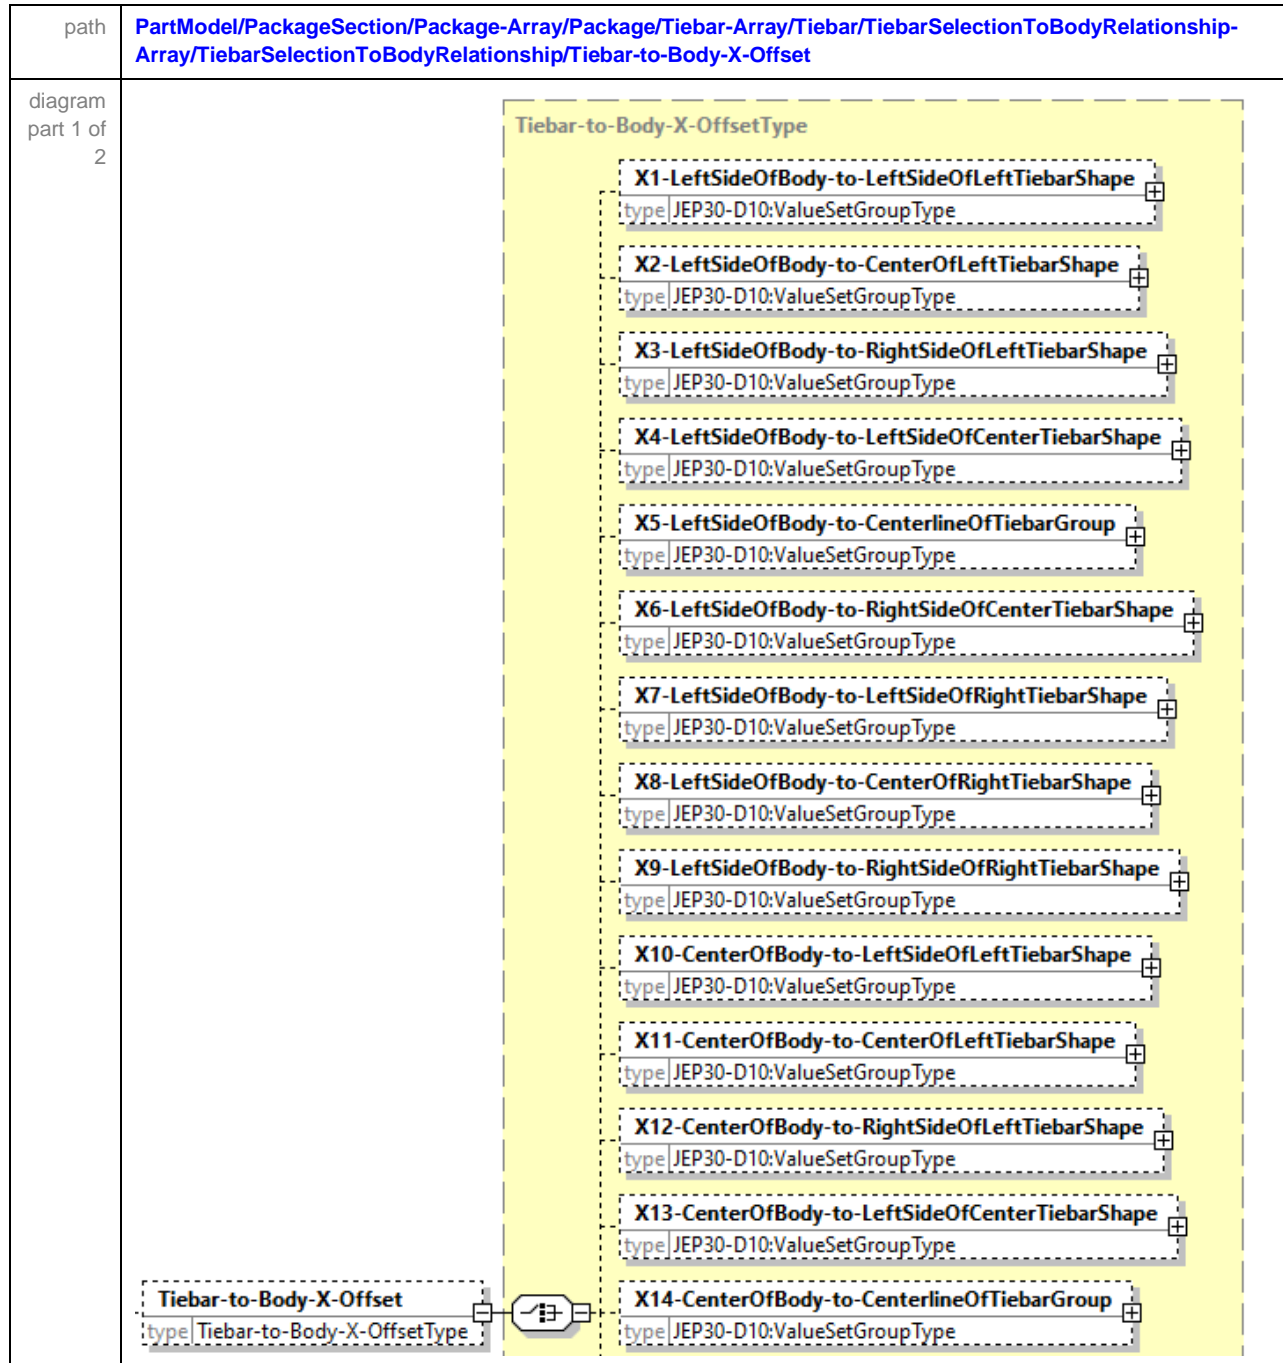 path
PartModel/PackageSection/Package-Array/Package/Tiebar-Array/Tiebar/TiebarSelectionToBodyRelationship-
Array/TiebarSelectionToBodyRelationship/Tiebar-to-Body-X-Offset
diagram
part 1 of
2
Tiebar-to-Body-X-OffsetType
X1-LeftSideOfBody-to-LeftSideOfLeftTiebarShape
type JEP30-D10:ValueSetGroupType
X2-LeftSideOfBody-to-CenterOfLeftTiebarShape
type JEP30-D10:ValueSetGroupType
X3-LeftSideOfBody-to-RightSideOfLeftTiebarShape
type JEP30-D10:ValueSetGroupType
X4-LeftSideOfBody-to-LeftSideOfCenterTiebarShape
type JEP30-D10:ValueSetGroupType
X5-LeftSideOfBody-to-CenterlineOfTiebarGroup
type JEP30-D10:ValueSetGroupType
X6-LeftSideOfBody-to-RightSideOfCenterTiebarShape
type JEP30-D10:ValueSetGroupType
X7-LeftSideOfBody-to-LeftSideOfRightTiebarShape
type JEP30-D10:ValueSetGroupType
X8-LeftSideOfBody-to-CenterOfRightTiebarShape
type JEP30-D10:ValueSetGroupType
X9-LeftSideOfBody-to-RightSideOfRightTiebarShape
type JEP30-D10:ValueSetGroupType
X10-CenterOfBody-to-LeftSideOfLeftTiebarShape
type JEP30-D10:ValueSetGroupType
X11-CenterOfBody-to-CenterOfLeftTiebarShape
type JEP30-D10:ValueSetGroupType
X12-CenterOfBody-to-RightSideOfLeftTiebarShape
type JEP30-D10:ValueSetGroupType
X13-CenterOfBody-to-LeftSideOfCenterTiebarShape
type JEP30-D10:ValueSetGroupType
Tiebar-to-Body-X-Offset
type Tiebar-to-Body-X-OffsetType
X14-CenterOfBody-to-CenterlineOfTiebarGroup
type JEP30-D10:ValueSetGroupType